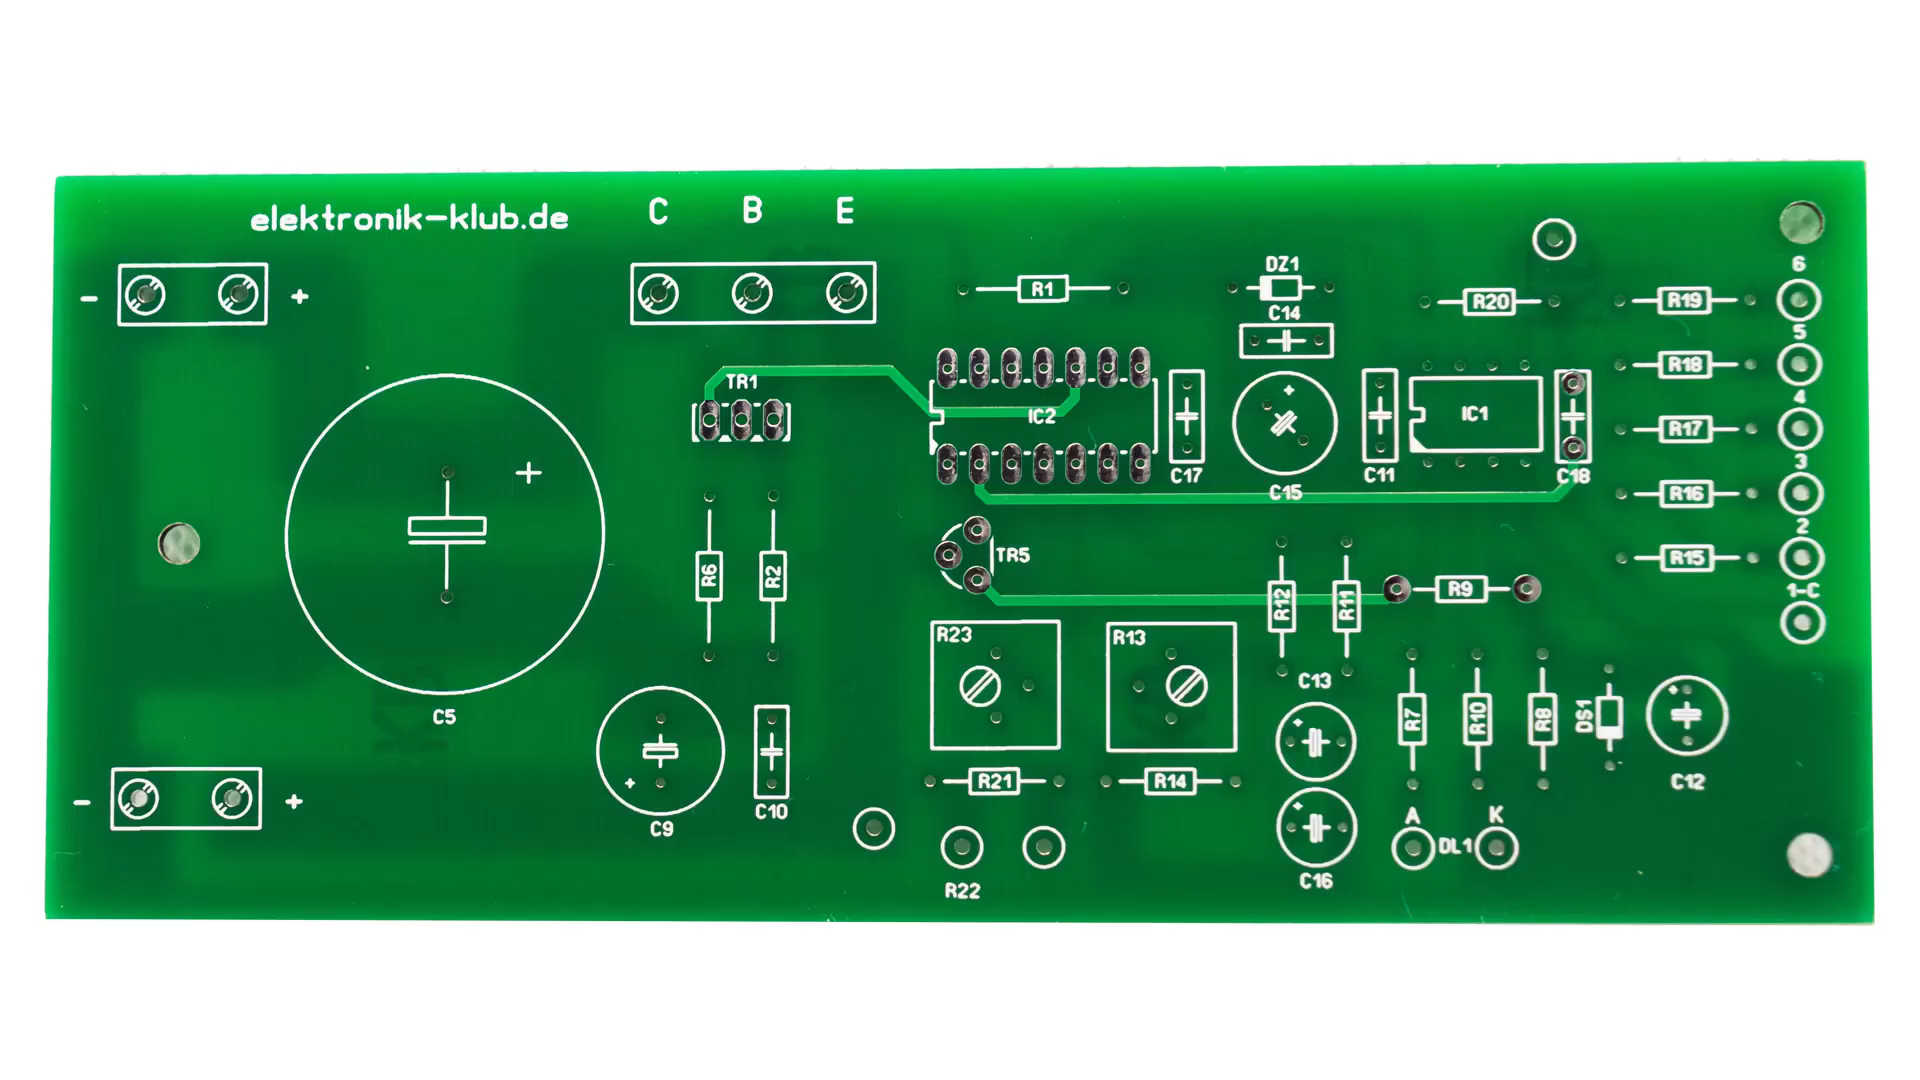 elektronik-klub.de
C B E
- +
R1
DZ1
C14
R20
R19
6
5
R18
4
R17
3
R16
2
R15
1-C
TR1
IC2
C17
+
C15
C11
IC1
C18
+
C5
R6
R2
TR5
R12
R11
R9
R23
R13
C13
+
R7
R10
R8
DS1
+
C12
R21
R14
- +
+
C9
C10
+
C16
A
K
DL1
R22